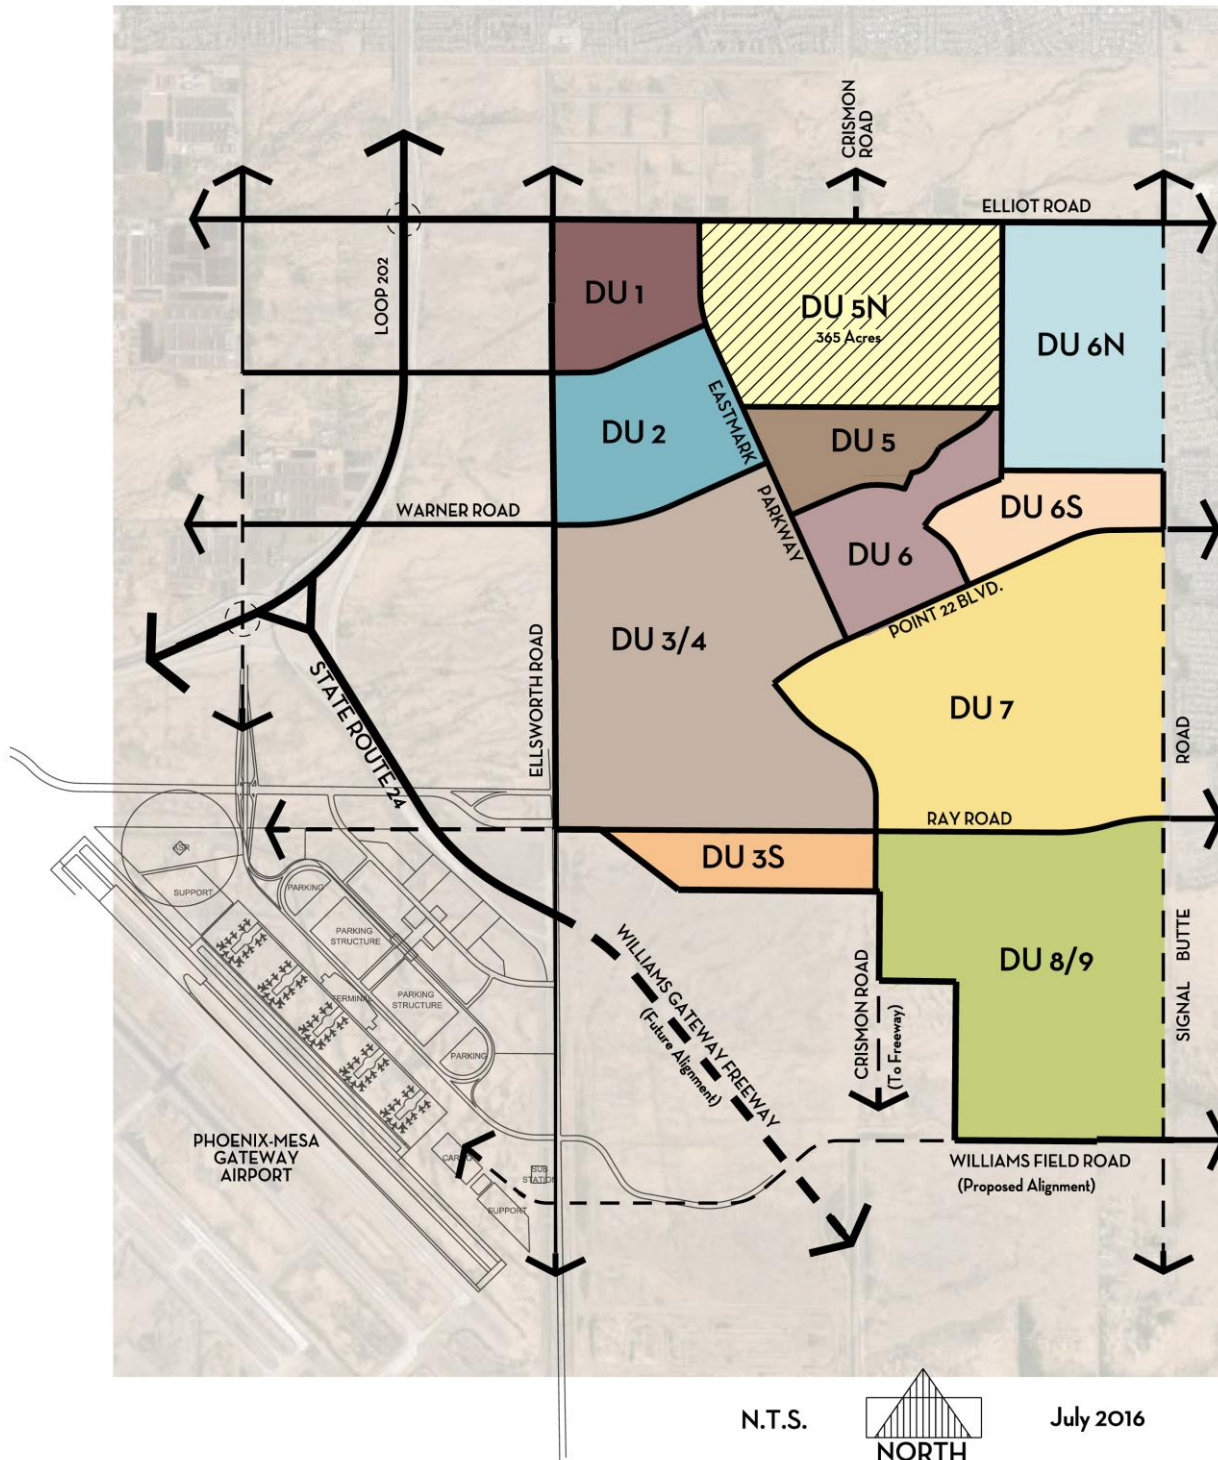 CRISMON
ROAD
ELLIOT ROAD
LOOP 202
DU 1
DU 5N
365 Acres
DU 6N
EASTMARK
PARKWAY
DU 2
DU 5
WARNER ROAD
DU 6S
DU 6
POINT 22 BLVD.
DU 3/4
ELLSWORTH ROAD
STATE ROUTE 24
DU 7
SIGNAL BUTTE ROAD
RAY ROAD
DU 3S
SUPPORT
PARKING
PARKING
STRUCTURE
TERMINAL
PARKING
STRUCTURE
PARKING
WILLIAMS GATEWAY FREEWAY
(Future Alignment)
CRISMON ROAD
(To Freeway)
DU 8/9
PHOENIX-MESA
GATEWAY
AIRPORT
SUB
STATION
SUPPORT
WILLIAMS FIELD ROAD
(Proposed Alignment)
N.T.S.
NORTH
July 2016